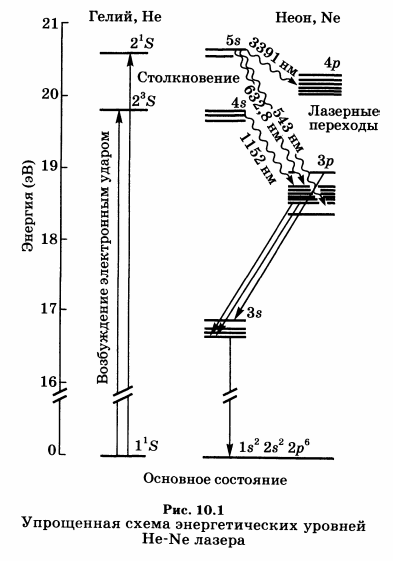 Гелий, He
Неон, Ne
21
20
19
18
17
16
0
Энергия (эВ)
2¹S
2³S
1¹S
Возбуждение электронным ударом
Столкновение
5s
4s
3391 нм
632,8 нм
543 нм
1152 нм
4p
Лазерные
переходы
3p
3s
1s² 2s² 2p⁶
Основное состояние
Рис. 10.1
Упрощенная схема энергетических уровней
He-Ne лазера